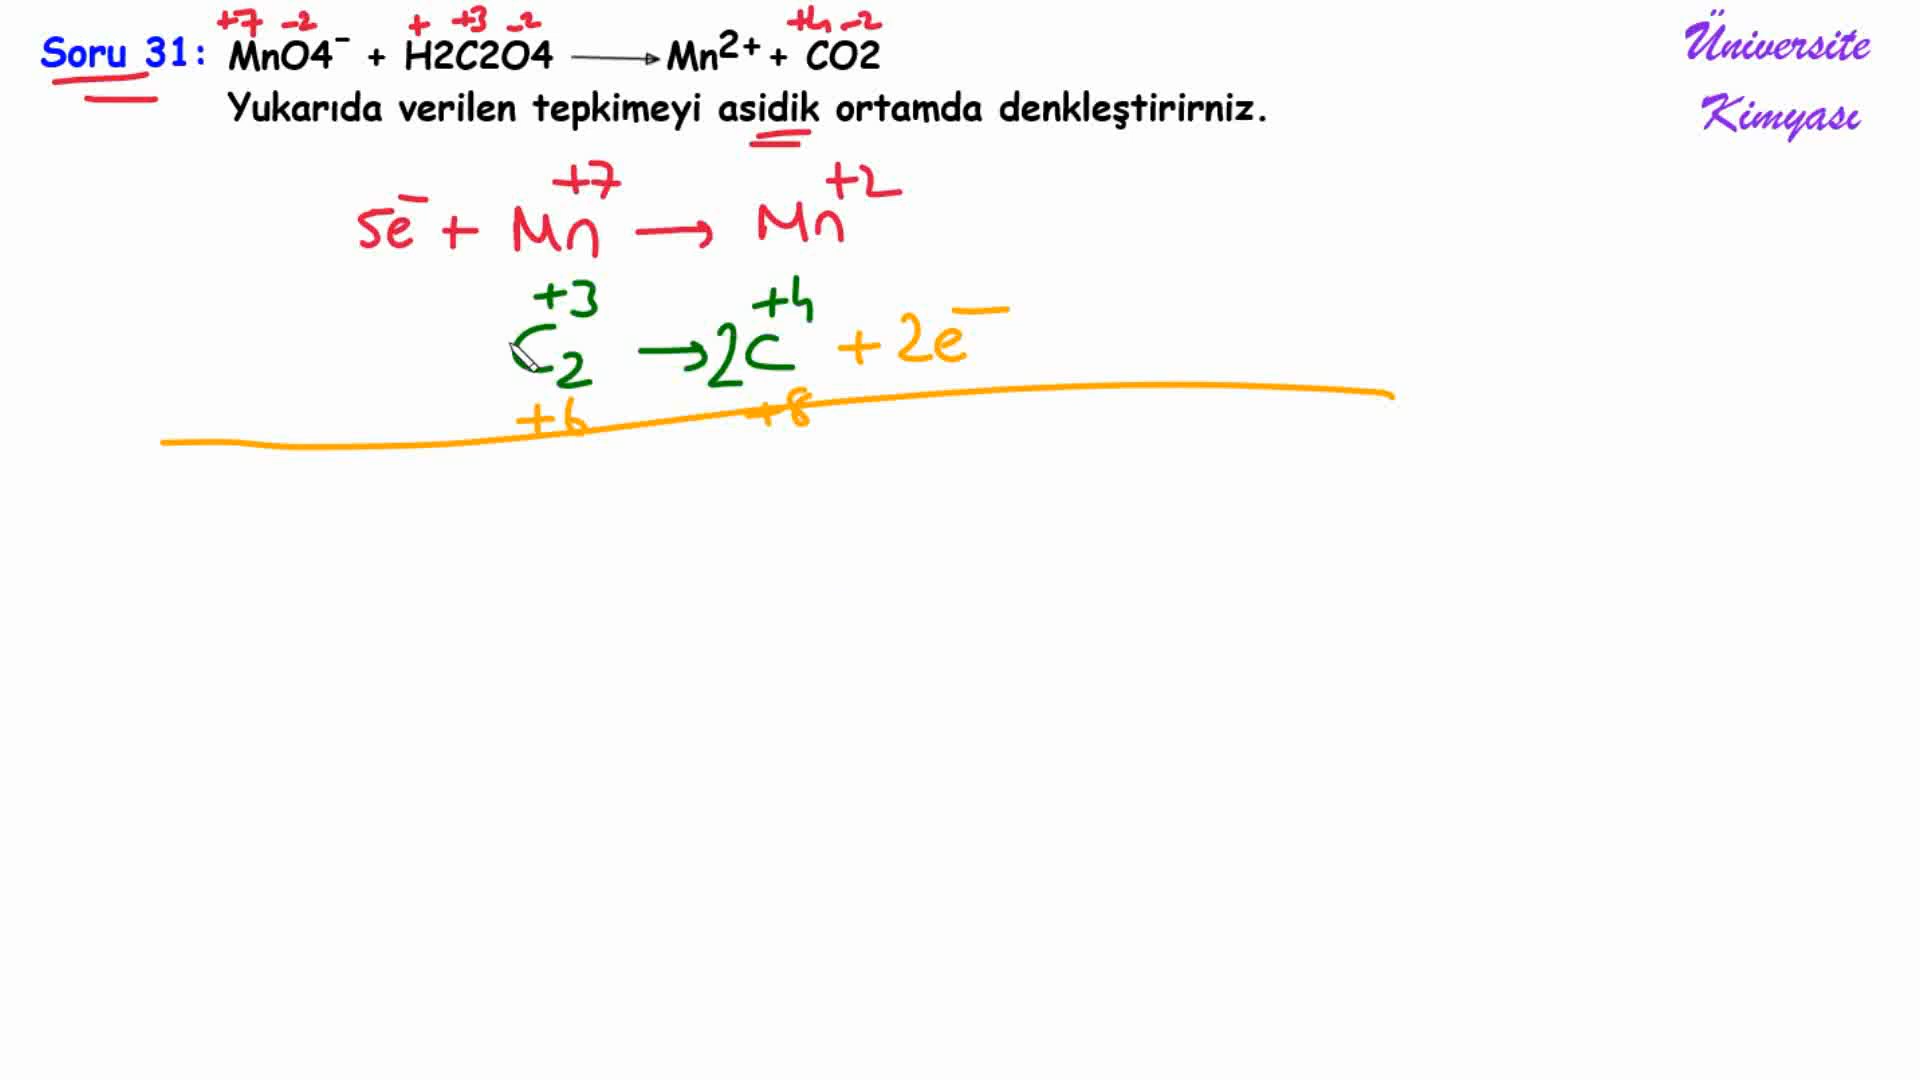 +7 -2 + +3 -2 +4 -2
Soru 31: MnO4⁻ + H2C2O4 ⟶ Mn²⁺ + CO2
Yukarıda verilen tepkimeyi asidik ortamda denkleştirirniz.
Üniversite
Kimyası
5e⁻ + Mn⁺⁷ → Mn⁺²
C₂⁺³ → 2C⁺⁴ + 2e⁻
+6 +8